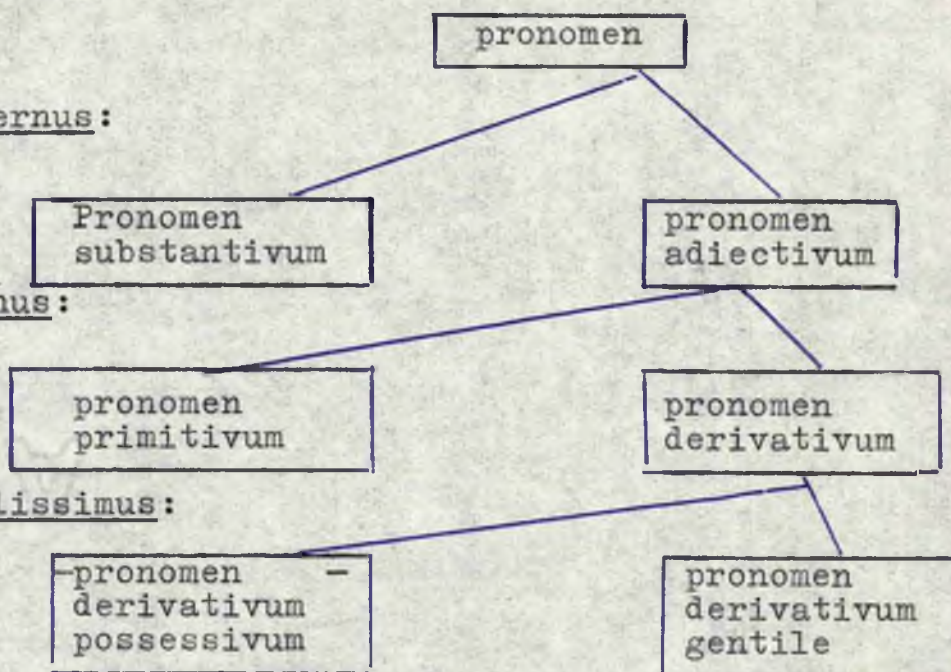 pronomen
ernus:
Pronomen
substantivum
pronomen
adiectivum
nus:
pronomen
primitivum
pronomen
derivativum
lissimus:
-pronomen -
derivativum
possessivum
pronomen
derivativum
gentile